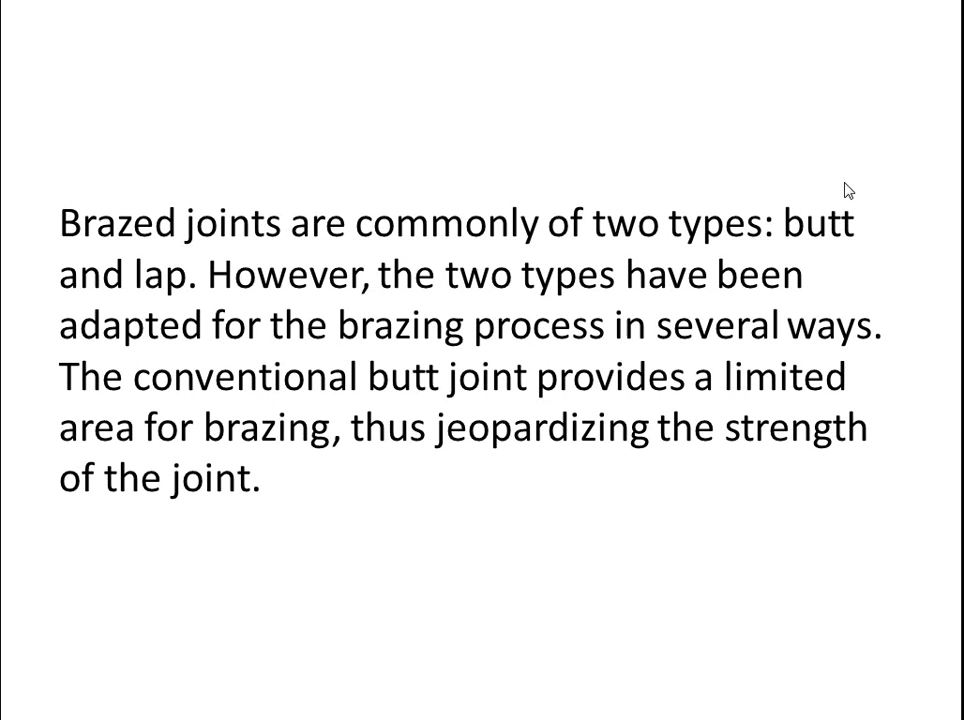 Brazed joints are commonly of two types: butt
and lap. However, the two types have been
adapted for the brazing process in several ways.
The conventional butt joint provides a limited
area for brazing, thus jeopardizing the strength
of the joint.